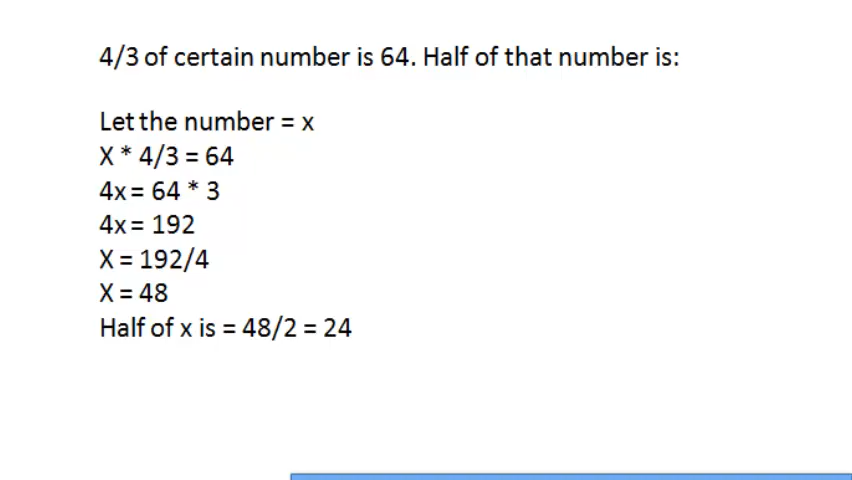 4/3 of certain number is 64. Half of that number is:
Let the number = x
X * 4/3 = 64
4x = 64 * 3
4x = 192
X = 192/4
X = 48
Half of x is = 48/2 = 24